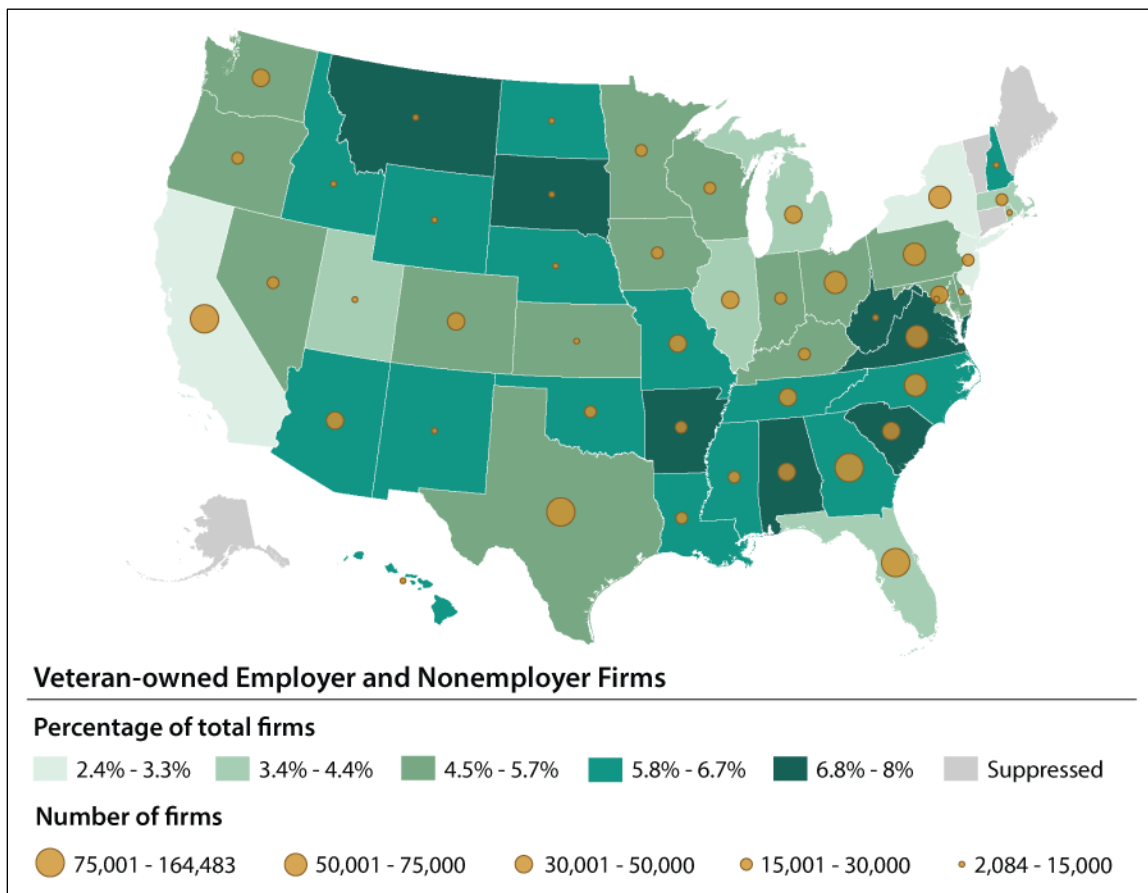 Veteran-owned Employer and Nonemployer Firms
Percentage of total firms
2.4% - 3.3% 3.4% - 4.4% 4.5% - 5.7% 5.8% - 6.7% 6.8% - 8% Suppressed
Number of firms
75,001 - 164,483 50,001 - 75,000 30,001 - 50,000 15,001 - 30,000 2,084 - 15,000